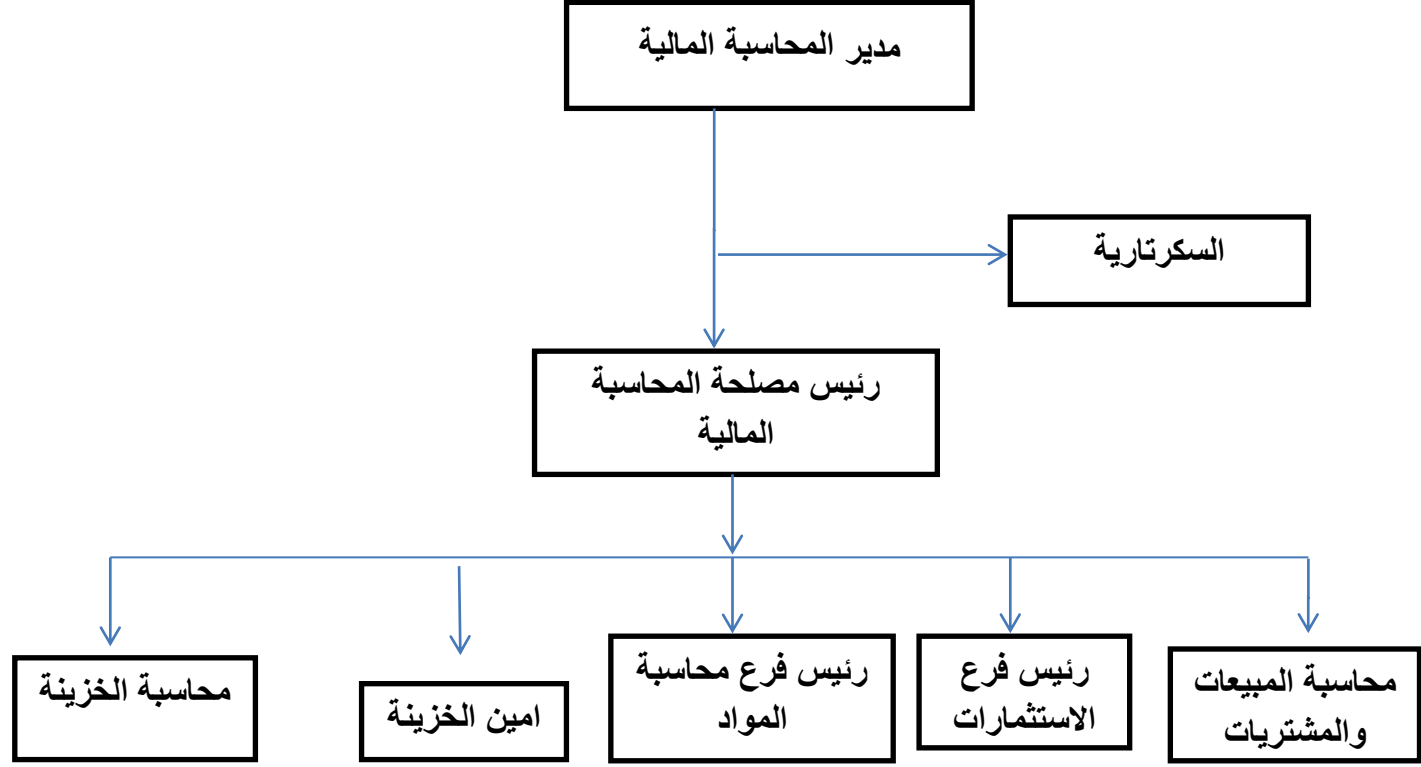 مدير المحاسبة المالية
السكرتارية
رئيس مصلحة المحاسبة
المالية
محاسبة المبيعات
والمشتريات
رئيس فرع
الاستثمارات
رئيس فرع محاسبة
المواد
امين الخزينة
محاسبة الخزينة